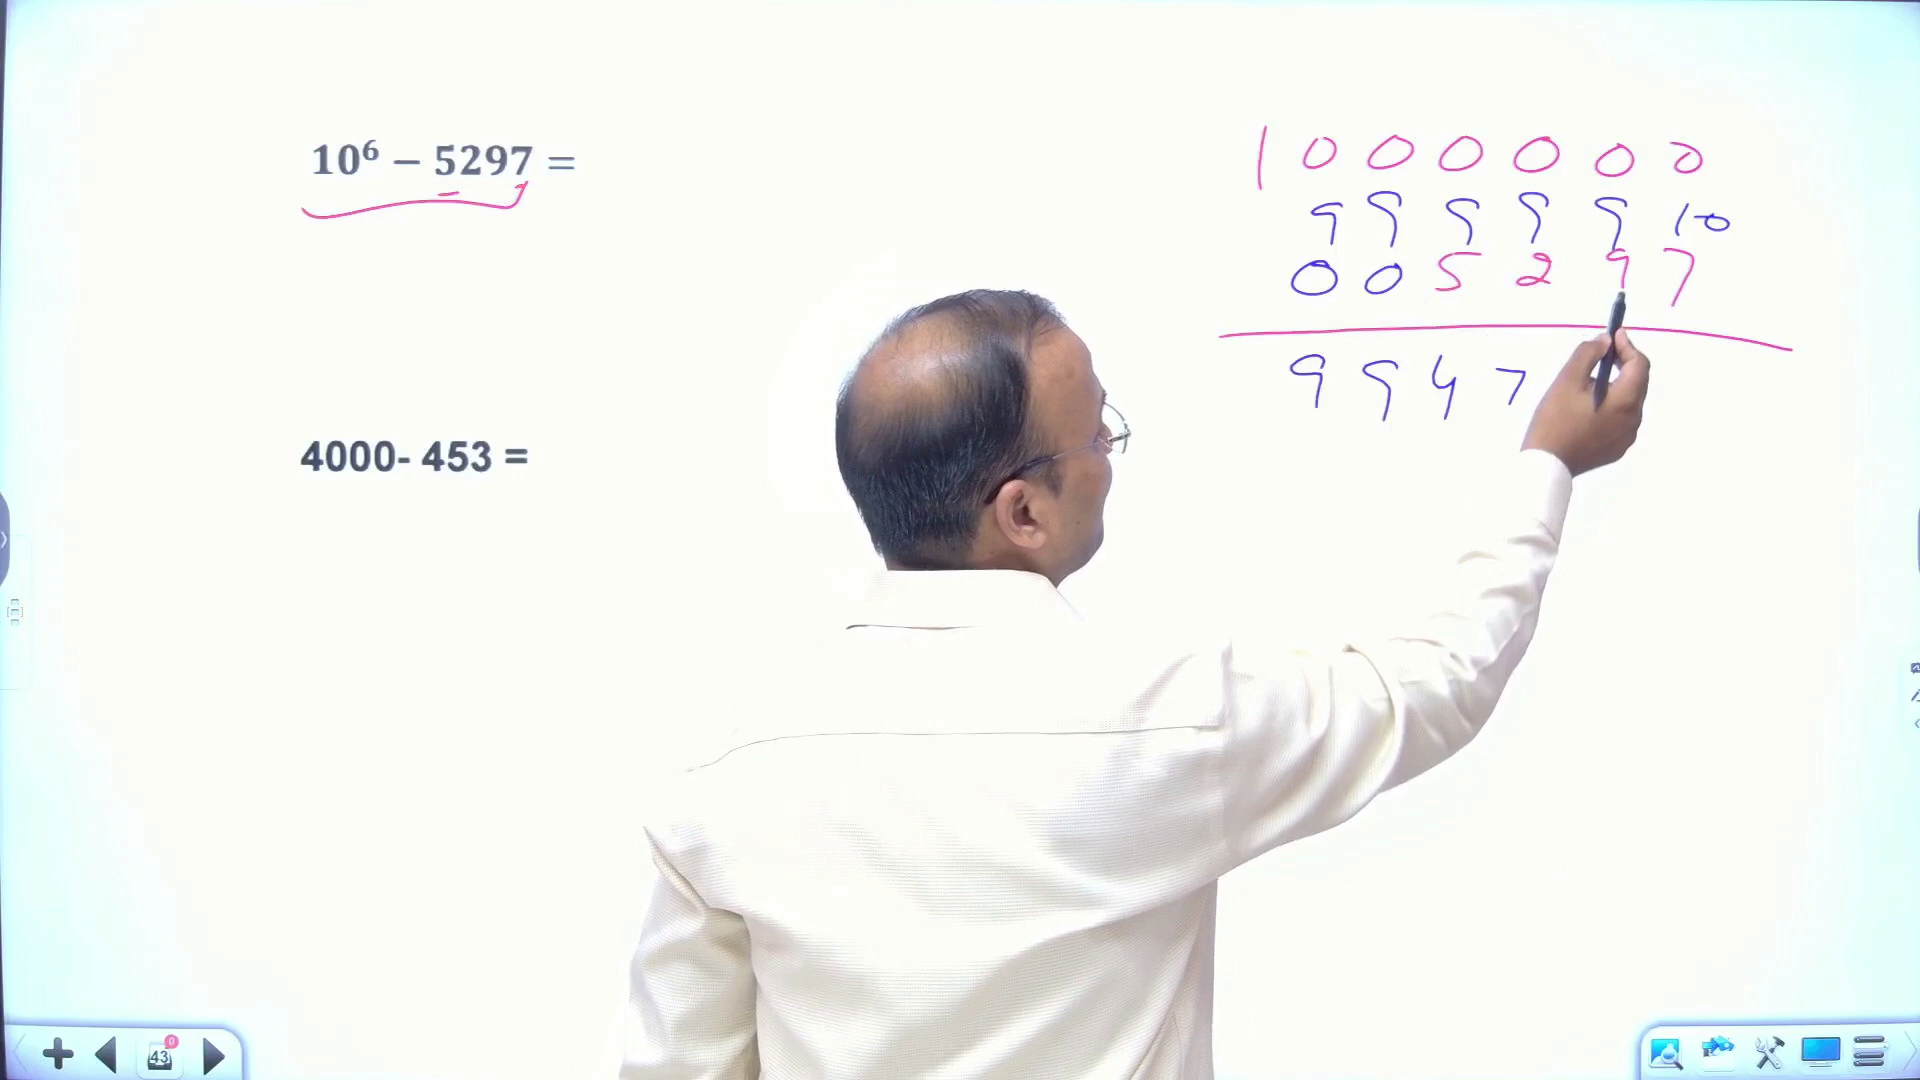 10⁶ − 5297 =
1 0 0 0 0 0 0
9 9 9 9 9 10
0 0 5 2 9 7
9 9 4 7
4000- 453 =
43
0